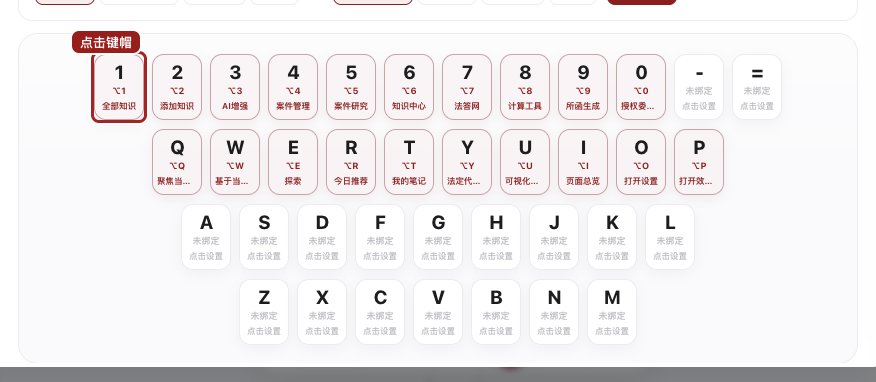 点击键帽
1 2 3 4 5 6 7 8 9 0 - =
⌥1 ⌥2 ⌥3 ⌥4 ⌥5 ⌥6 ⌥7 ⌥8 ⌥9 ⌥0 未绑定 未绑定
全部知识 添加知识 AI增强 案件管理 案件研究 知识中心 法答网 计算工具 所函生成 授权委... 点击设置 点击设置
Q W E R T Y U I O P
⌥Q ⌥W ⌥E ⌥R ⌥T ⌥Y ⌥U ⌥I ⌥O ⌥P
聚焦当... 基于当... 探索 今日推荐 我的笔记 法定代... 可视化... 页面总览 打开设置 打开效...
A S D F G H J K L
未绑定 未绑定 未绑定 未绑定 未绑定 未绑定 未绑定 未绑定 未绑定
点击设置 点击设置 点击设置 点击设置 点击设置 点击设置 点击设置 点击设置 点击设置
Z X C V B N M
未绑定 未绑定 未绑定 未绑定 未绑定 未绑定 未绑定
点击设置 点击设置 点击设置 点击设置 点击设置 点击设置 点击设置